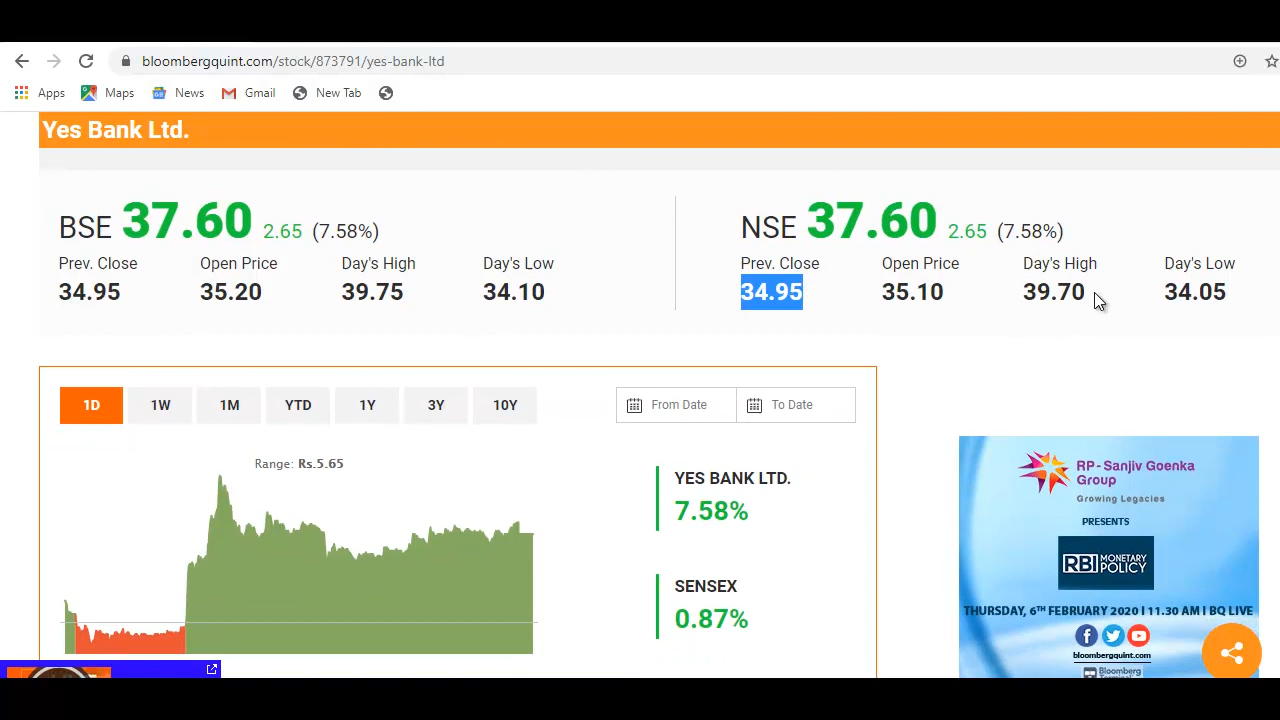 bloombergquint.com/stock/873791/yes-bank-ltd
Apps Maps News Gmail New Tab
Yes Bank Ltd.
BSE 37.60 2.65 (7.58%)
Prev. Close Open Price Day's High Day's Low
34.95 35.20 39.75 34.10
NSE 37.60 2.65 (7.58%)
Prev. Close Open Price Day's High Day's Low
34.95 35.10 39.70 34.05
1D 1W 1M YTD 1Y 3Y 10Y
From Date To Date
Range: Rs.5.65
YES BANK LTD.
7.58%
SENSEX
0.87%
RP-Sanjiv Goenka
Group
Growing Legacies
PRESENTS
RBI MONETARY
POLICY
THURSDAY, 6TH FEBRUARY 2020 | 11.30 AM | BQ LIVE
bloombergquint.com
Bloomberg